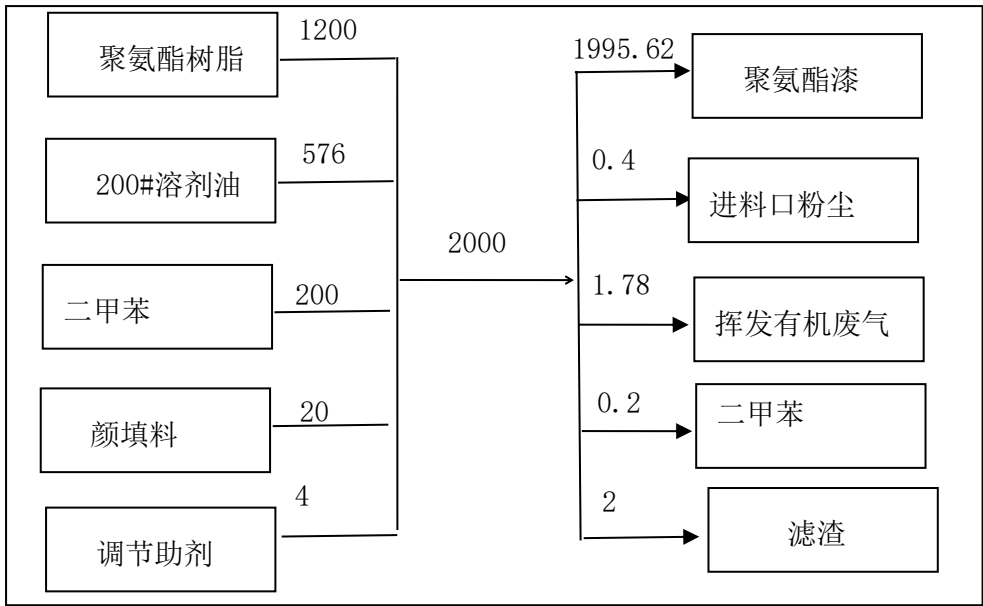 1200
聚氨酯树脂
576
200#溶剂油
200
二甲苯
20
颜填料
4
调节助剂
2000
1995.62
聚氨酯漆
0.4
进料口粉尘
1.78
挥发有机废气
0.2
二甲苯
2
滤渣